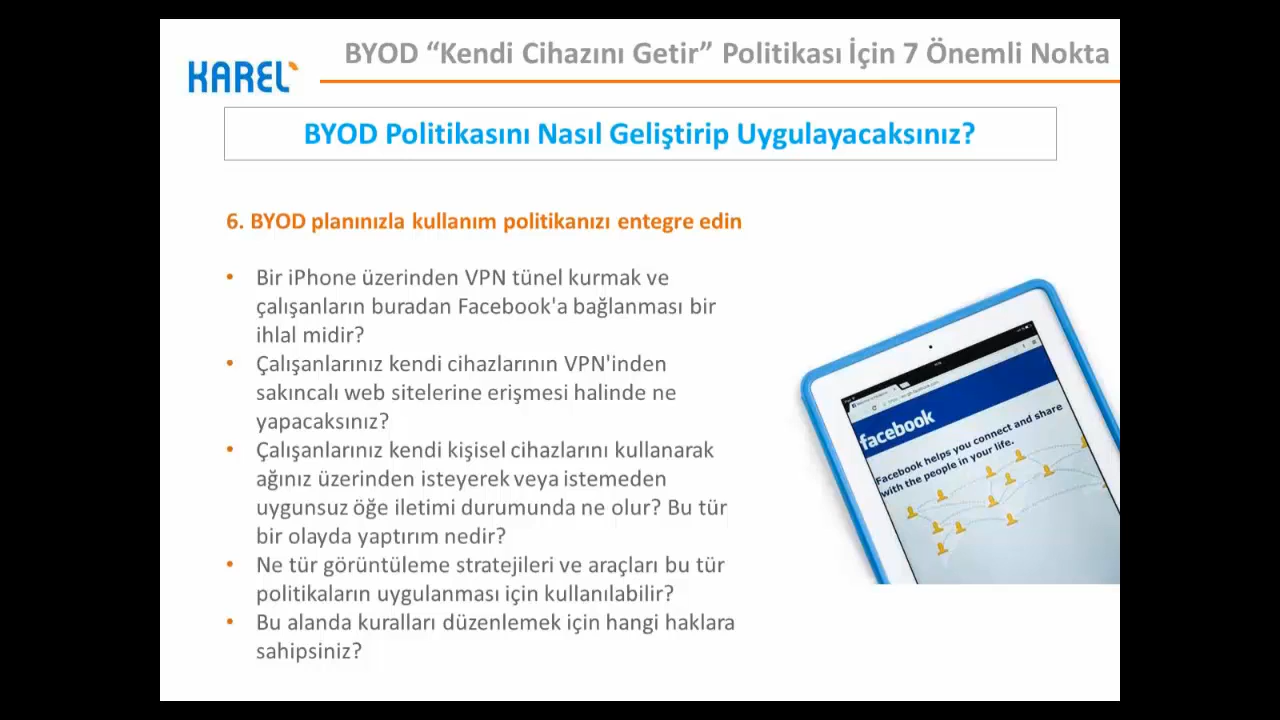 BYOD “Kendi Cihazını Getir” Politikası İçin 7 Önemli Nokta
KAREL
BYOD Politikasını Nasıl Geliştirip Uygulayacaksınız?
6. BYOD planınızla kullanım politikanızı entegre edin
• Bir iPhone üzerinden VPN tünel kurmak ve
çalışanların buradan Facebook'a bağlanması bir
ihlal midir?
• Çalışanlarınız kendi cihazlarının VPN'inden
sakıncalı web sitelerine erişmesi halinde ne
yapacaksınız?
• Çalışanlarınız kendi kişisel cihazlarını kullanarak
ağınız üzerinden isteyerek veya istemeden
uygunsuz öğe iletimi durumunda ne olur? Bu tür
bir olayda yaptırım nedir?
• Ne tür görüntüleme stratejileri ve araçları bu tür
politikaların uygulanması için kullanılabilir?
• Bu alanda kuralları düzenlemek için hangi haklara
sahipsiniz?
facebook
Facebook helps you connect and share
with the people in your life.